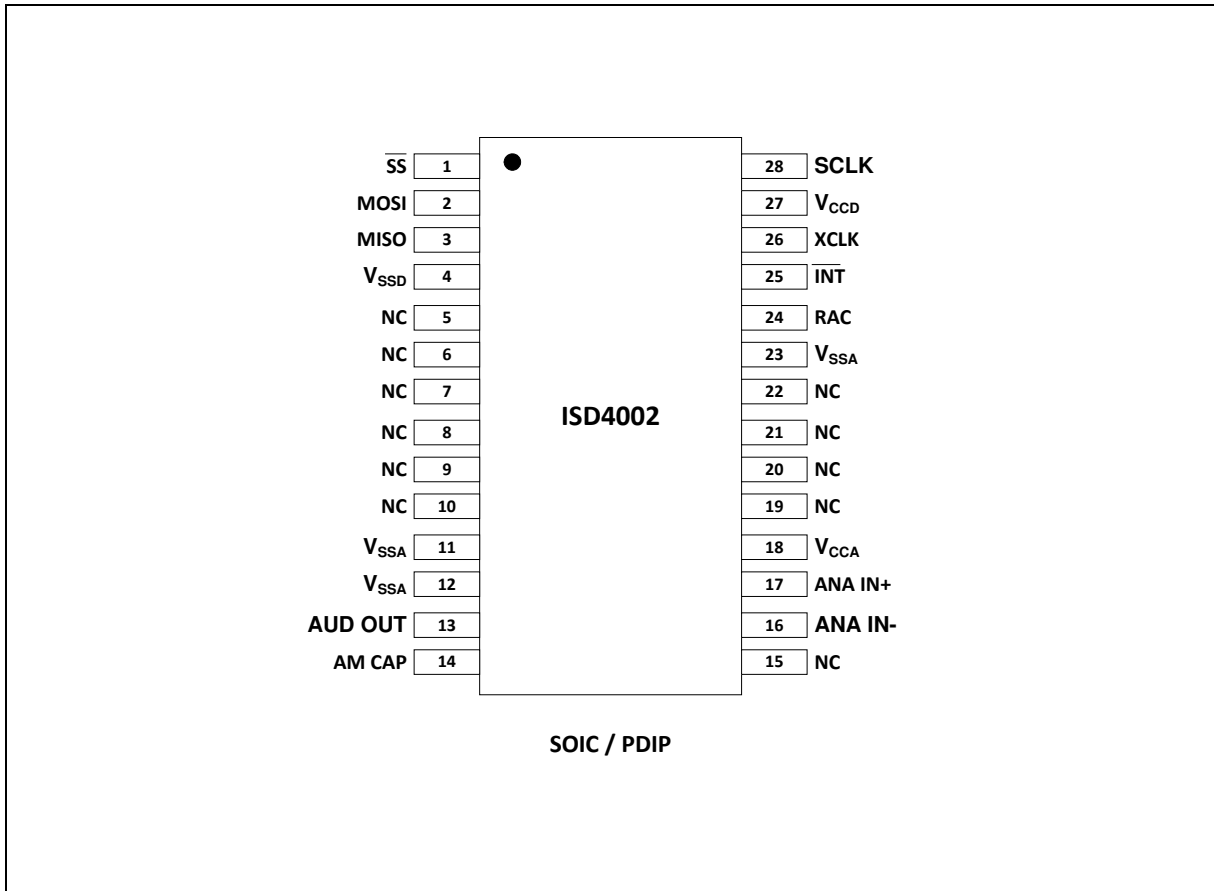 SS 1 28 SCLK
MOSI 2 27 VCCD
MISO 3 26 XCLK
VSSD 4 25 INT
NC 5 24 RAC
NC 6 23 VSSA
NC 7 22 NC
ISD4002
NC 8 21 NC
NC 9 20 NC
NC 10 19 NC
VSSA 11 18 VCCA
VSSA 12 17 ANA IN+
AUD OUT 13 16 ANA IN-
AM CAP 14 15 NC
SOIC / PDIP